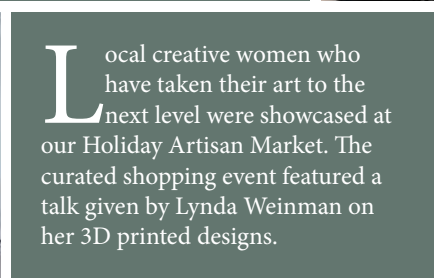 Local creative women who
have taken their art to the
next level were showcased at
our Holiday Artisan Market. The
curated shopping event featured a
talk given by Lynda Weinman on
her 3D printed designs.